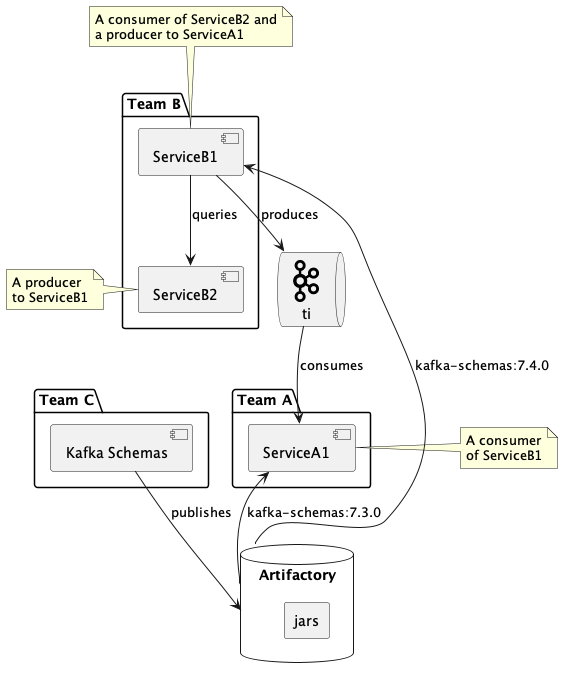 A consumer of ServiceB2 and
a producer to ServiceA1
Team B
ServiceB1
queries
produces
ServiceB2
A producer
to ServiceB1
ti
consumes
kafka-schemas:7.4.0
Team C
Kafka Schemas
Team A
ServiceA1
A consumer
of ServiceB1
publishes
kafka-schemas:7.3.0
Artifactory
jars